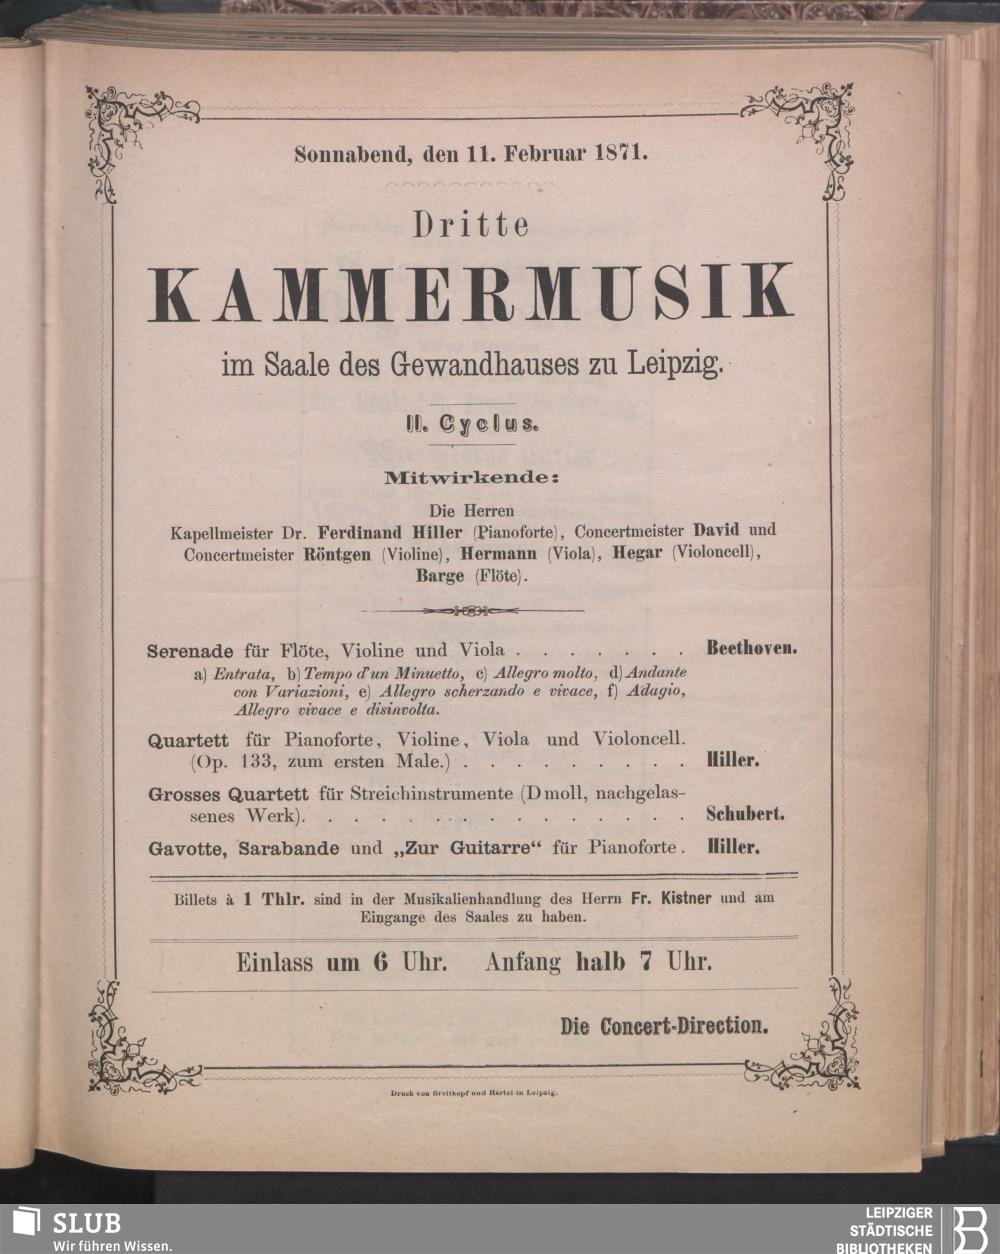 Sonnabend, den 11. Februar 1871.
Dritte
KAMMERMUSIK
im Saale des Gewandhauses zu Leipzig.
II. Cyclus.
Mitwirkende:
Die Herren
Kapellmeister Dr. Ferdinand Hiller (Pianoforte), Concertmeister David und
Concertmeister Röntgen (Violine), Hermann (Viola), Hegar (Violoncell),
Barge (Flöte).
Serenade für Flöte, Violine und Viola . . . . . . . Beethoven.
a) Entrata, b) Tempo d'un Minuetto, c) Allegro molto, d) Andante
con Variazioni, e) Allegro scherzando e vivace, f) Adagio,
Allegro vivace e disinvolta.
Quartett für Pianoforte, Violine, Viola und Violoncell.
(Op. 133, zum ersten Male.) . . . . . . . . . Hiller.
Grosses Quartett für Streichinstrumente (Dmoll, nachgelas-
senes Werk). . . . . . . . . . . . . . . Schubert.
Gavotte, Sarabande und „Zur Guitarre“ für Pianoforte . Hiller.
Billets à 1 Thlr. sind in der Musikalienhandlung des Herrn Fr. Kistner und am
Eingange des Saales zu haben.
Einlass um 6 Uhr. Anfang halb 7 Uhr.
Die Concert-Direction.
Druck von Breitkopf und Härtel in Leipzig.
SLUB
Wir führen Wissen.
LEIPZIGER
STÄDTISCHE
BIBLIOTHEKEN